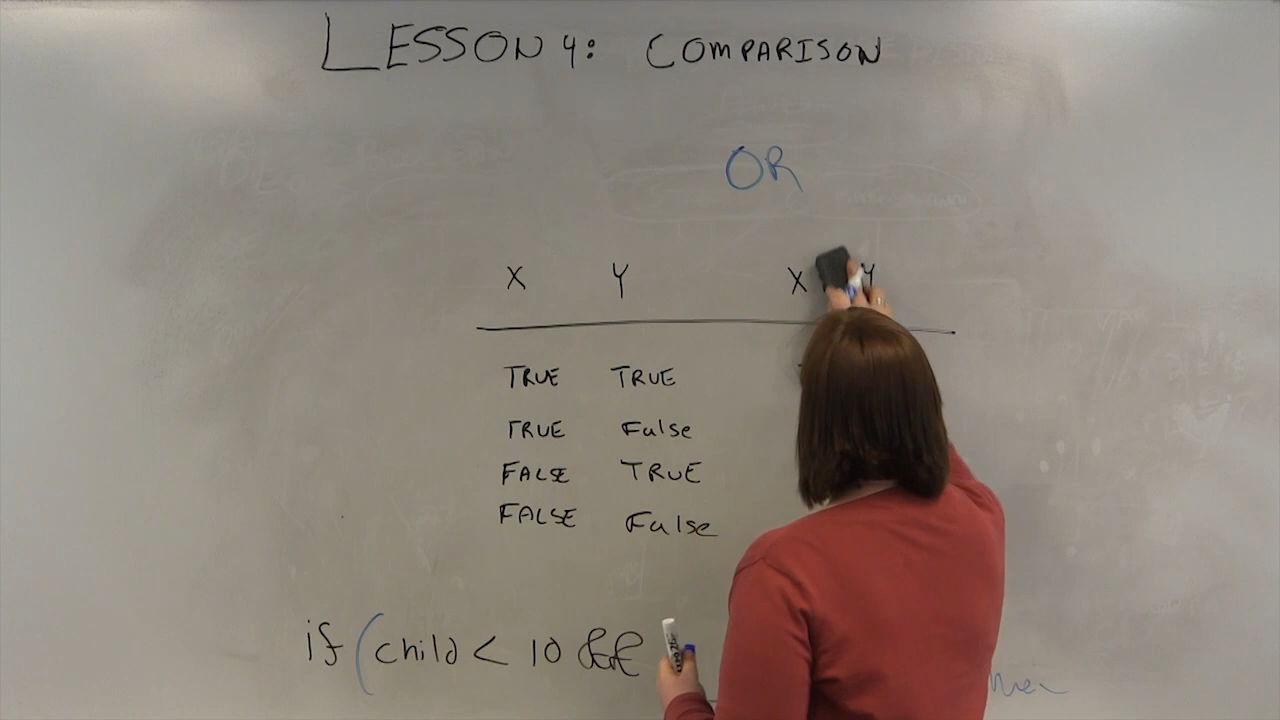 LESSON 4: COMPARISON
OR
X Y X Y
TRUE TRUE
TRUE False
FALSE TRUE
FALSE False
if (child < 10 &&